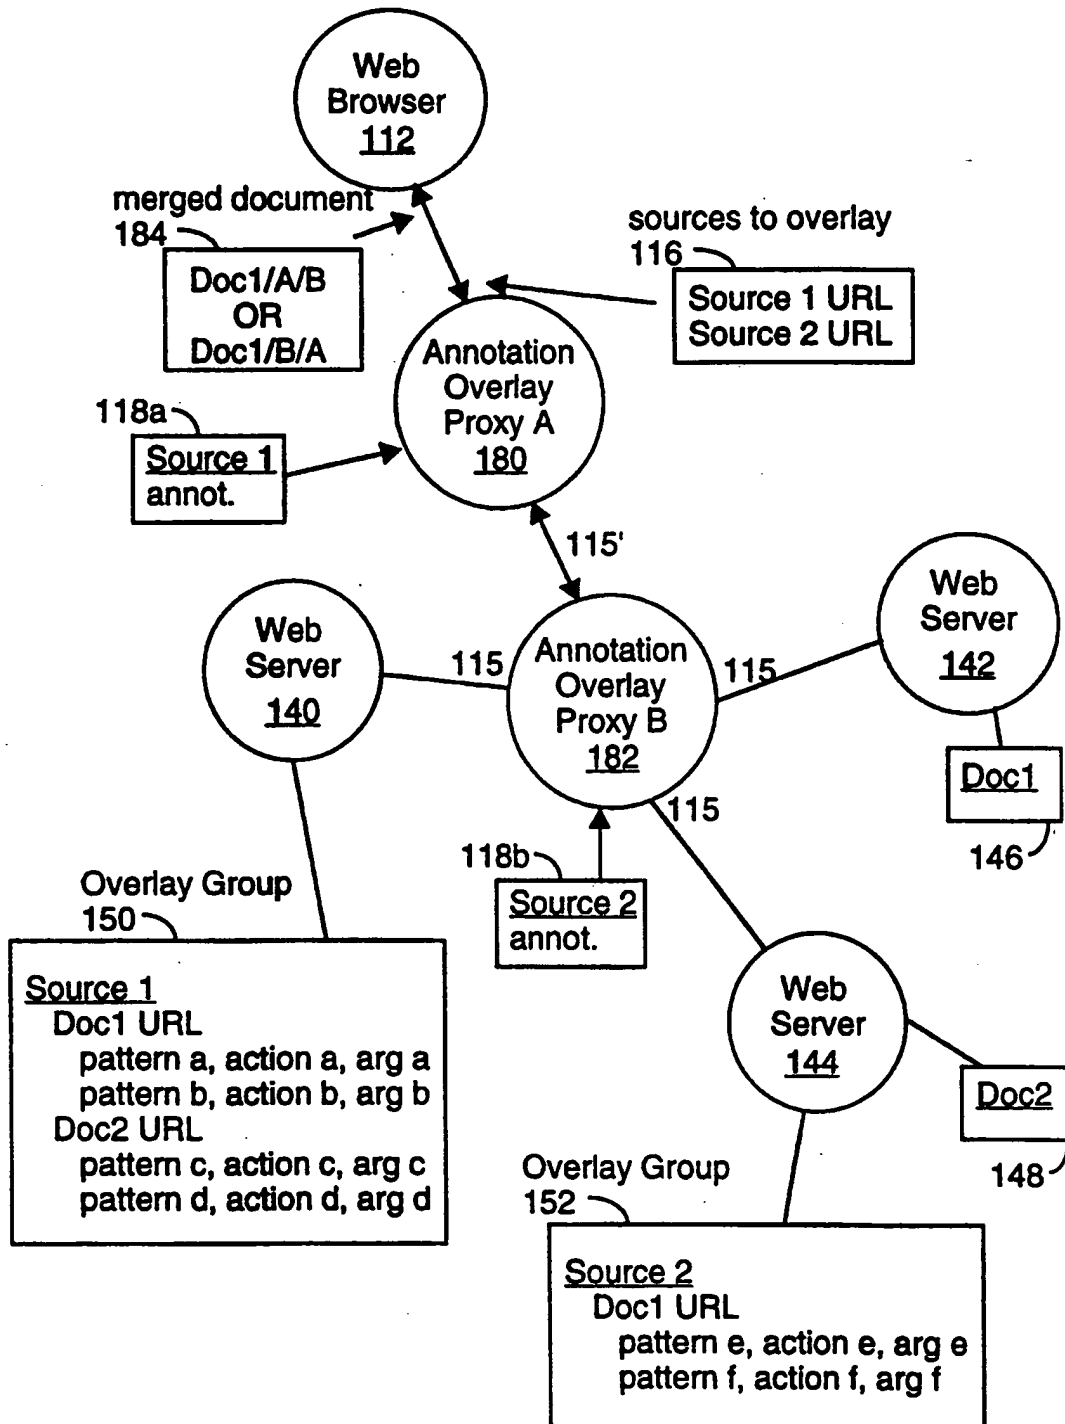 Web
Browser
112
merged document
184
Doc1/A/B
OR
Doc1/B/A
sources to overlay
116
Source 1 URL
Source 2 URL
Annotation
Overlay
Proxy A
180
118a
Source 1
annot.
115'
Web
Server
140
115
Annotation
Overlay
Proxy B
182
115
Web
Server
142
Doc1
146
115
118b
Source 2
annot.
Overlay Group
150
Source 1
Doc1 URL
pattern a, action a, arg a
pattern b, action b, arg b
Doc2 URL
pattern c, action c, arg c
pattern d, action d, arg d
Web
Server
144
Doc2
148
Overlay Group
152
Source 2
Doc1 URL
pattern e, action e, arg e
pattern f, action f, arg f